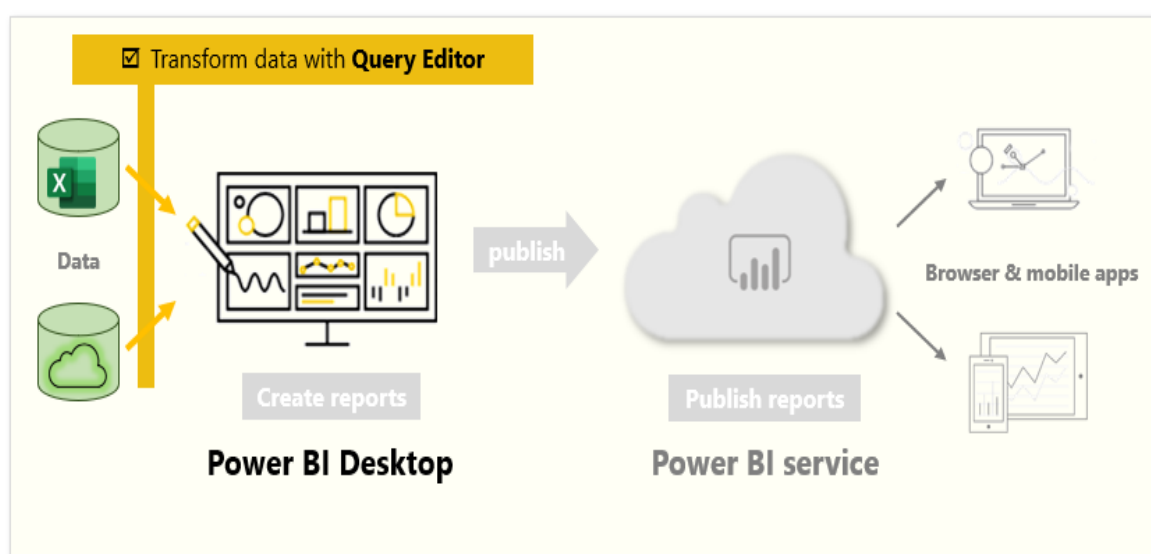 ☑ Transform data with Query Editor
X
Data
publish
Browser & mobile apps
Create reports
Publish reports
Power BI Desktop
Power BI service